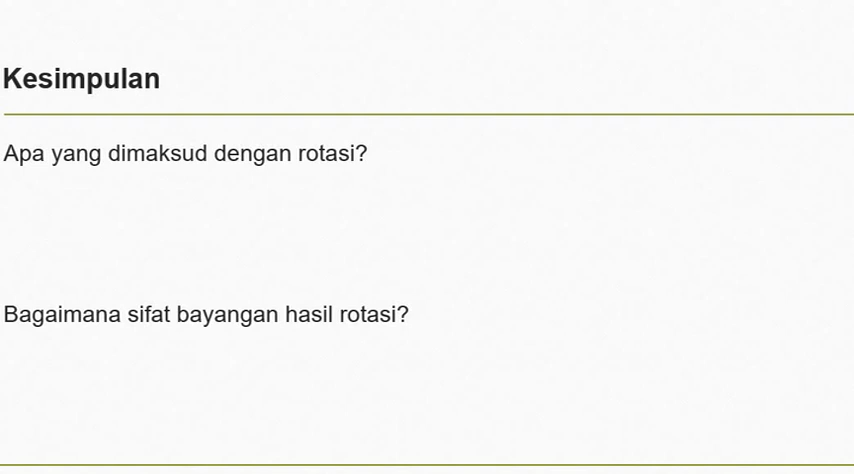 Kesimpulan
Apa yang dimaksud dengan rotasi?
Bagaimana sifat bayangan hasil rotasi?